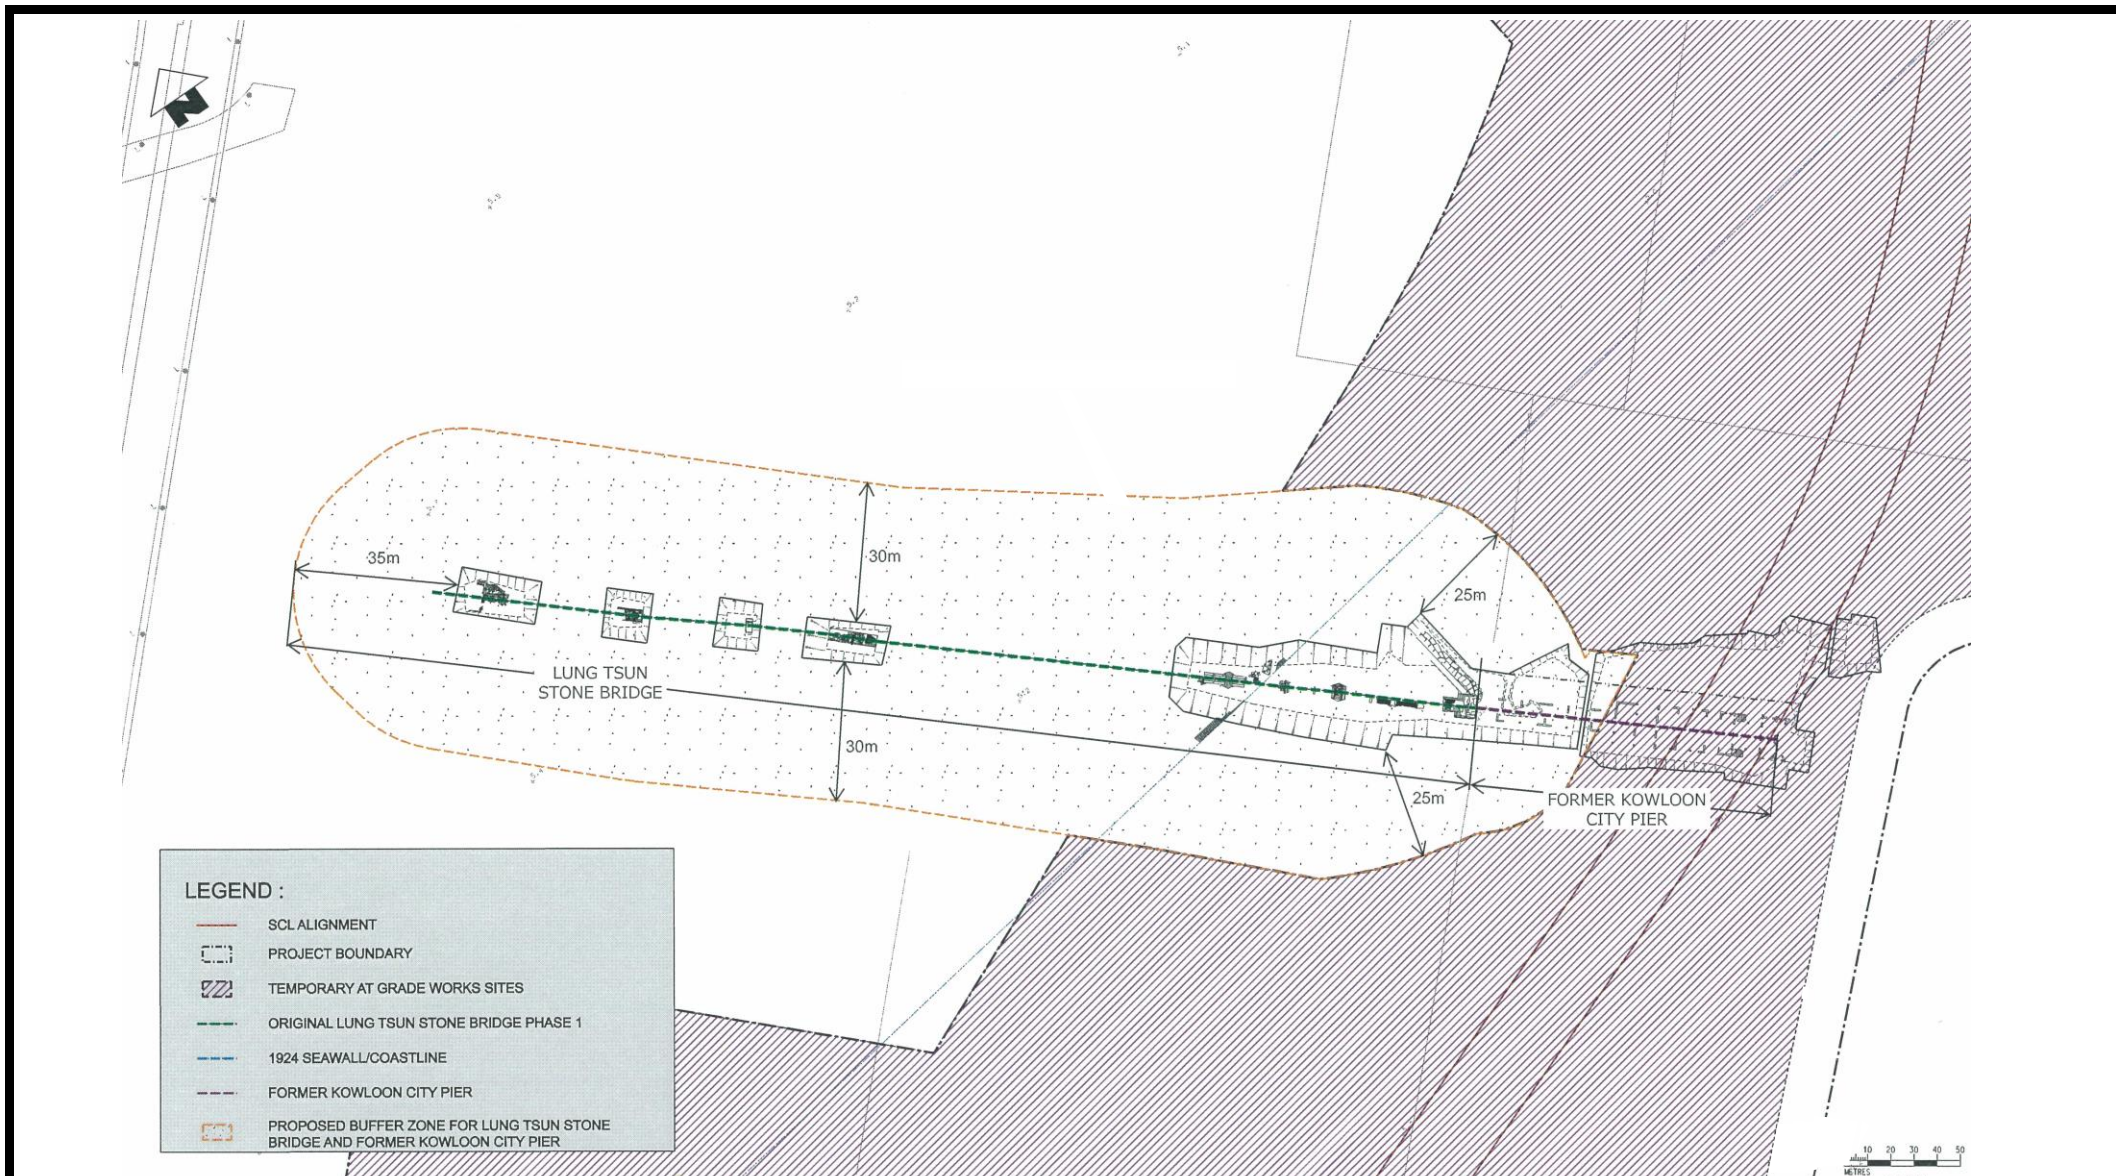 N
35m
30m
25m
LUNG TSUN
STONE BRIDGE
30m
25m
FORMER KOWLOON
CITY PIER
LEGEND :
SCL ALIGNMENT
PROJECT BOUNDARY
TEMPORARY AT GRADE WORKS SITES
ORIGINAL LUNG TSUN STONE BRIDGE PHASE 1
1924 SEAWALL/COASTLINE
FORMER KOWLOON CITY PIER
PROPOSED BUFFER ZONE FOR LUNG TSUN STONE
BRIDGE AND FORMER KOWLOON CITY PIER
10 20 30 40 50
METRES